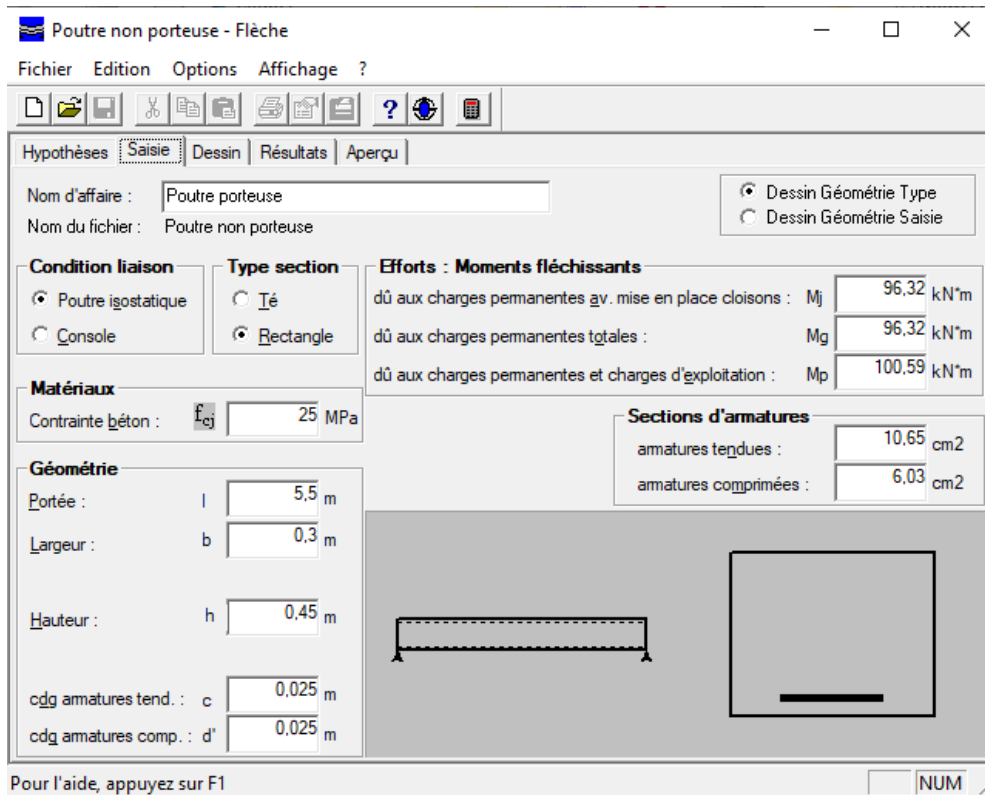 Poutre non porteuse - Flèche
Fichier Edition Options Affichage ?
Hypothèses Saisie Dessin Résultats Aperçu
Nom d'affaire : Poutre porteuse
Nom du fichier : Poutre non porteuse
Dessin Géométrie Type
Dessin Géométrie Saisie
Condition liaison
Poutre isostatique
Console
Type section
Té
Rectangle
Efforts : Moments fléchissants
dû aux charges permanentes av. mise en place cloisons : Mj 96,32 kN*m
dû aux charges permanentes totales : Mg 96,32 kN*m
dû aux charges permanentes et charges d'exploitation : Mp 100,59 kN*m
Matériaux
Contrainte béton : fcj 25 MPa
Sections d'armatures
armatures tendues : 10,65 cm2
armatures comprimées : 6,03 cm2
Géométrie
Portée : l 5,5 m
Largeur : b 0,3 m
Hauteur : h 0,45 m
cdg armatures tend. : c 0,025 m
cdg armatures comp. : d' 0,025 m
Pour l'aide, appuyez sur F1
NUM